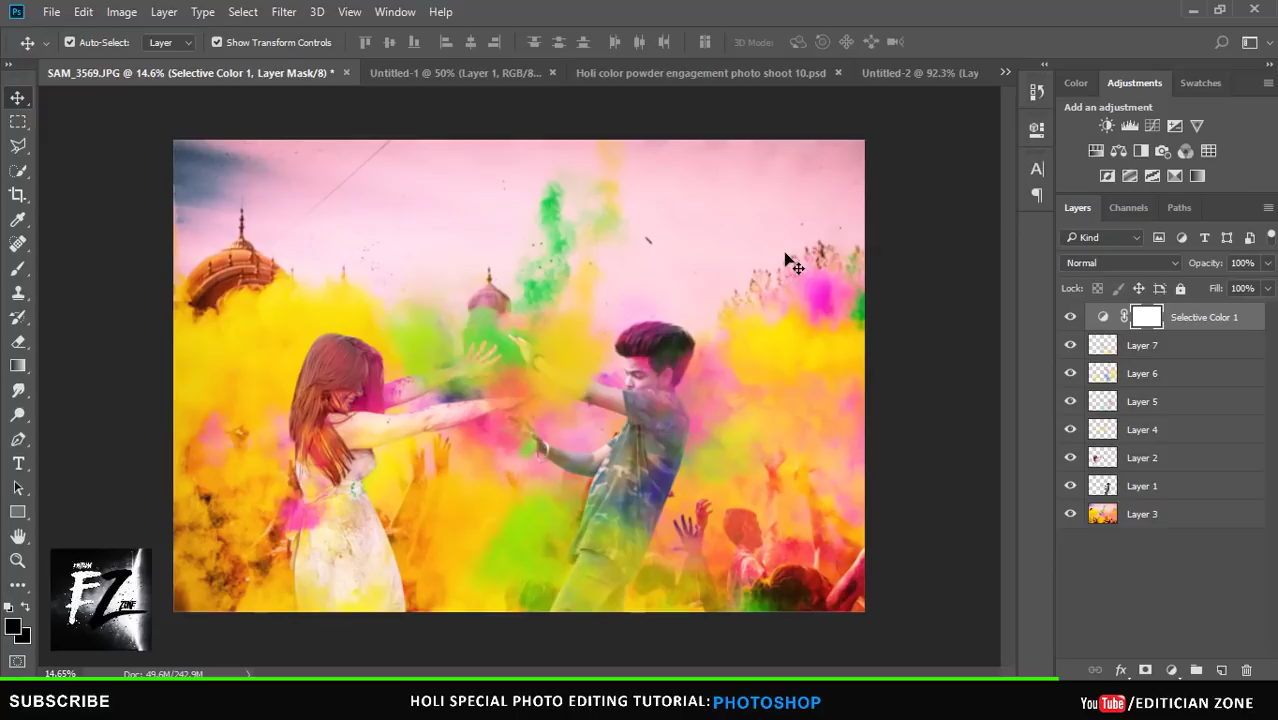 Ps File Edit Image Layer Type Select Filter 3D View Window Help
Auto-Select: Layer Show Transform Controls 3D Mode:
SAM_3569.JPG @ 14.6% (Selective Color 1, Layer Mask/8) * × Untitled-1 @ 50% (Layer 1, RGB/8... × Holi color powder engagement photo shoot 10.psd × Untitled-2 @ 92.3% (Lay
Color Adjustments Swatches
Add an adjustment
Layers Channels Paths
Kind
Normal Opacity: 100%
Lock: Fill: 100%
Selective Color 1
Layer 7
Layer 6
Layer 5
Layer 4
Layer 2
Layer 1
Layer 3
FZ
ZONE
14.65% Doc: 49.6M/242.9M
SUBSCRIBE HOLI SPECIAL PHOTO EDITING TUTORIAL: PHOTOSHOP You Tube /EDITICIAN ZONE